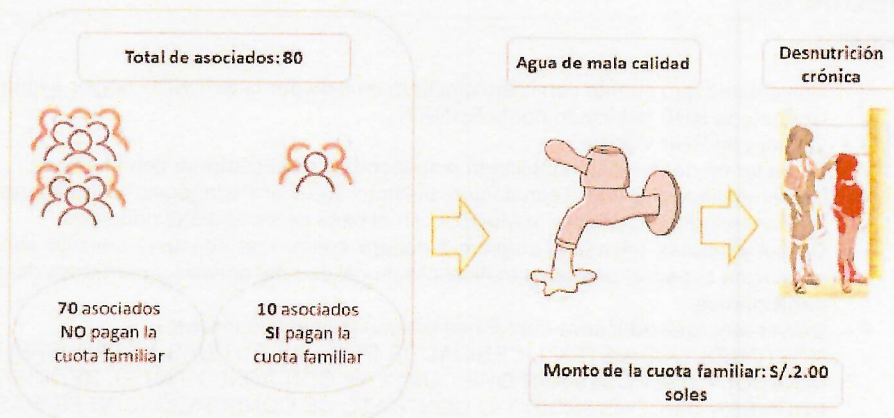 Total de asociados: 80
70 asociados
NO pagan la
cuota familiar
10 asociados
SI pagan la
cuota familiar
Agua de mala calidad
Monto de la cuota familiar: S/.2.00
soles
Desnutrición
crónica